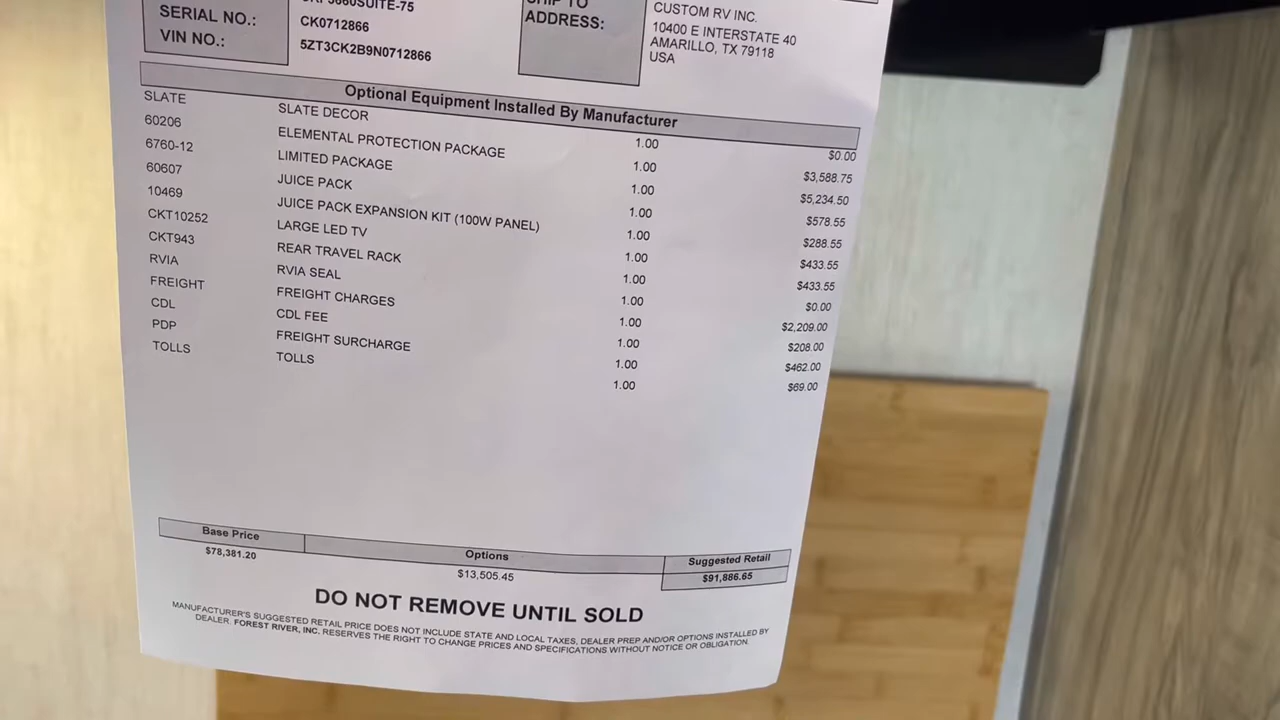 SUITE-75
SHIP TO
ADDRESS:
CUSTOM RV INC.
10400 E INTERSTATE 40
AMARILLO, TX 79118
USA
SERIAL NO.: CK0712866
VIN NO.: 5ZT3CK2B9N0712866
Optional Equipment Installed By Manufacturer
SLATE SLATE DECOR 1.00 $0.00
60206 ELEMENTAL PROTECTION PACKAGE 1.00 $3,588.75
6760-12 LIMITED PACKAGE 1.00 $5,234.50
60607 JUICE PACK 1.00 $578.55
10469 JUICE PACK EXPANSION KIT (100W PANEL) 1.00 $288.55
CKT10252 LARGE LED TV 1.00 $433.55
CKT943 REAR TRAVEL RACK 1.00 $433.55
RVIA RVIA SEAL 1.00 $0.00
FREIGHT FREIGHT CHARGES 1.00 $2,209.00
CDL CDL FEE 1.00 $208.00
PDP FREIGHT SURCHARGE 1.00 $462.00
TOLLS TOLLS 1.00 $69.00
Base Price Options Suggested Retail
$78,381.20 $13,505.45 $91,886.65
DO NOT REMOVE UNTIL SOLD
MANUFACTURER'S SUGGESTED RETAIL PRICE DOES NOT INCLUDE STATE AND LOCAL TAXES, DEALER PREP AND/OR OPTIONS INSTALLED BY
DEALER. FOREST RIVER, INC. RESERVES THE RIGHT TO CHANGE PRICES AND SPECIFICATIONS WITHOUT NOTICE OR OBLIGATION.